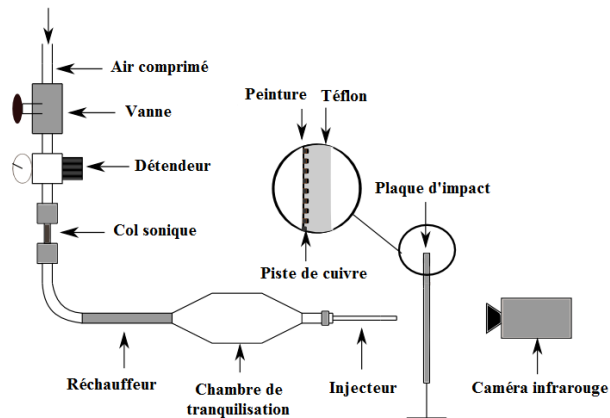 Air comprimé
Vanne
Peinture
Téflon
Détendeur
Plaque d'impact
Col sonique
Piste de cuivre
Réchauffeur
Chambre de
tranquilisation
Injecteur
Caméra infrarouge